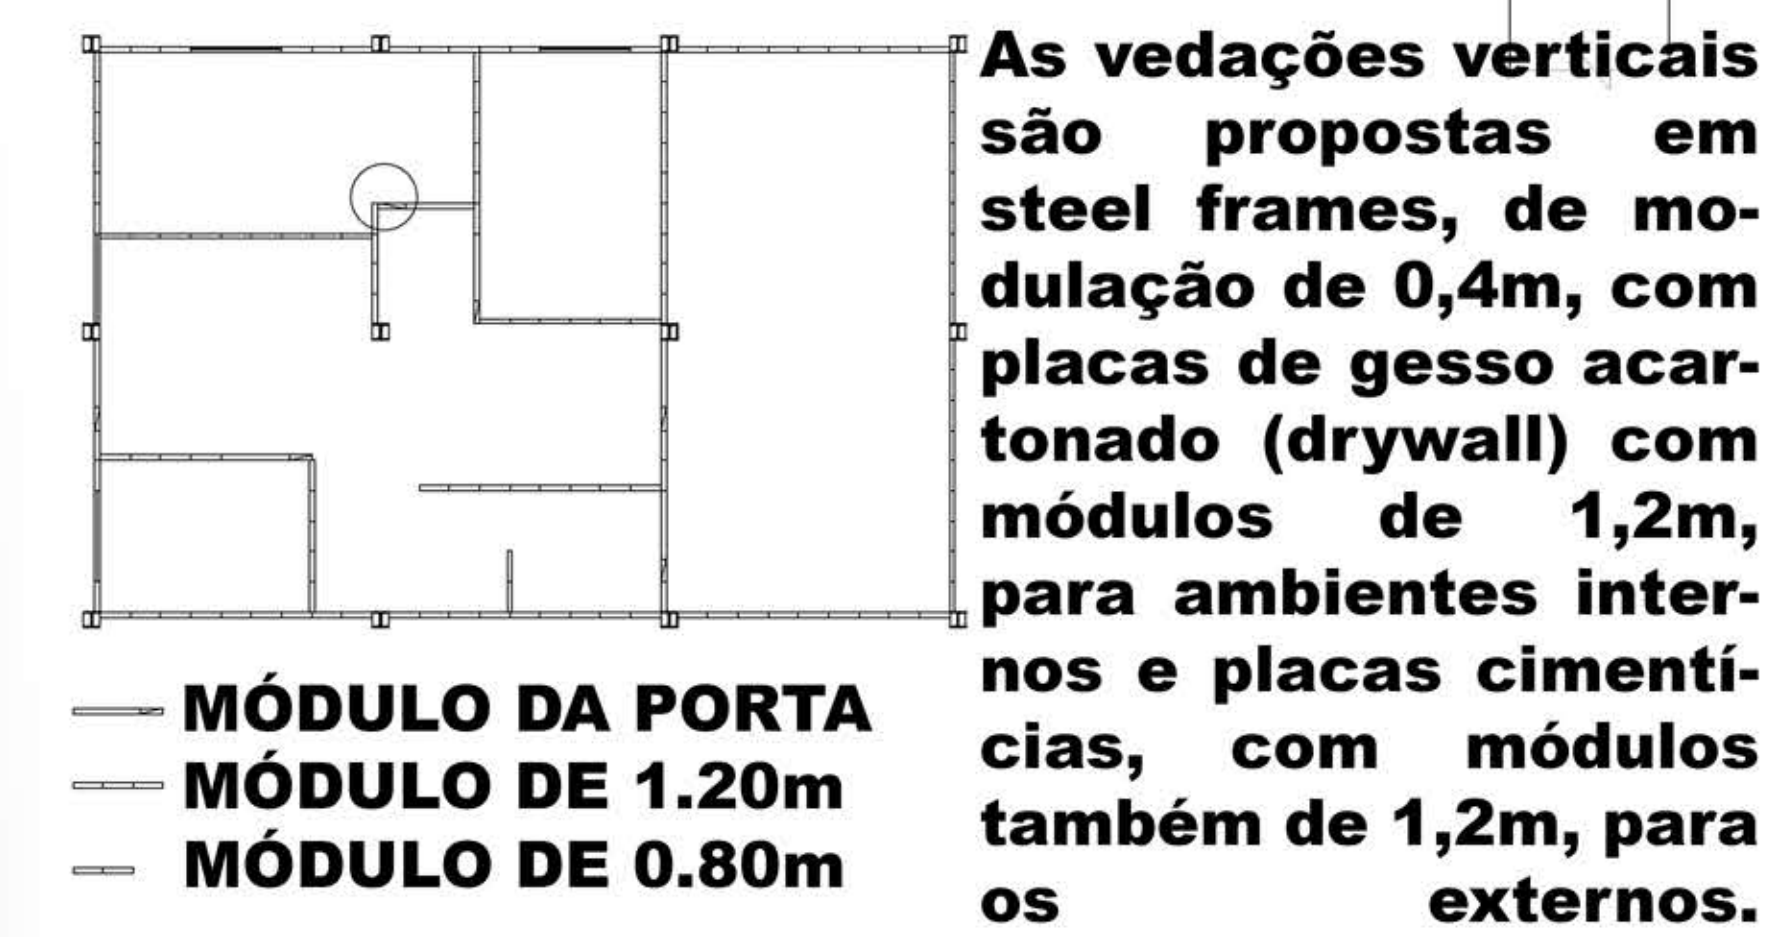 As vedações verticais
são propostas em
steel frames, de mo-
dulação de 0,4m, com
placas de gesso acar-
tonado (drywall) com
módulos de 1,2m,
para ambientes inter-
nos e placas cimentí-
cias, com módulos
também de 1,2m, para
os externos.
MÓDULO DA PORTA
MÓDULO DE 1.20m
MÓDULO DE 0.80m